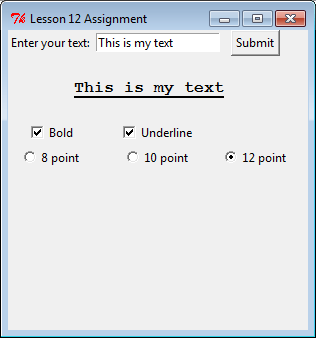 Lesson 12 Assignment
Enter your text: This is my text Submit
This is my text
Bold Underline
8 point 10 point 12 point